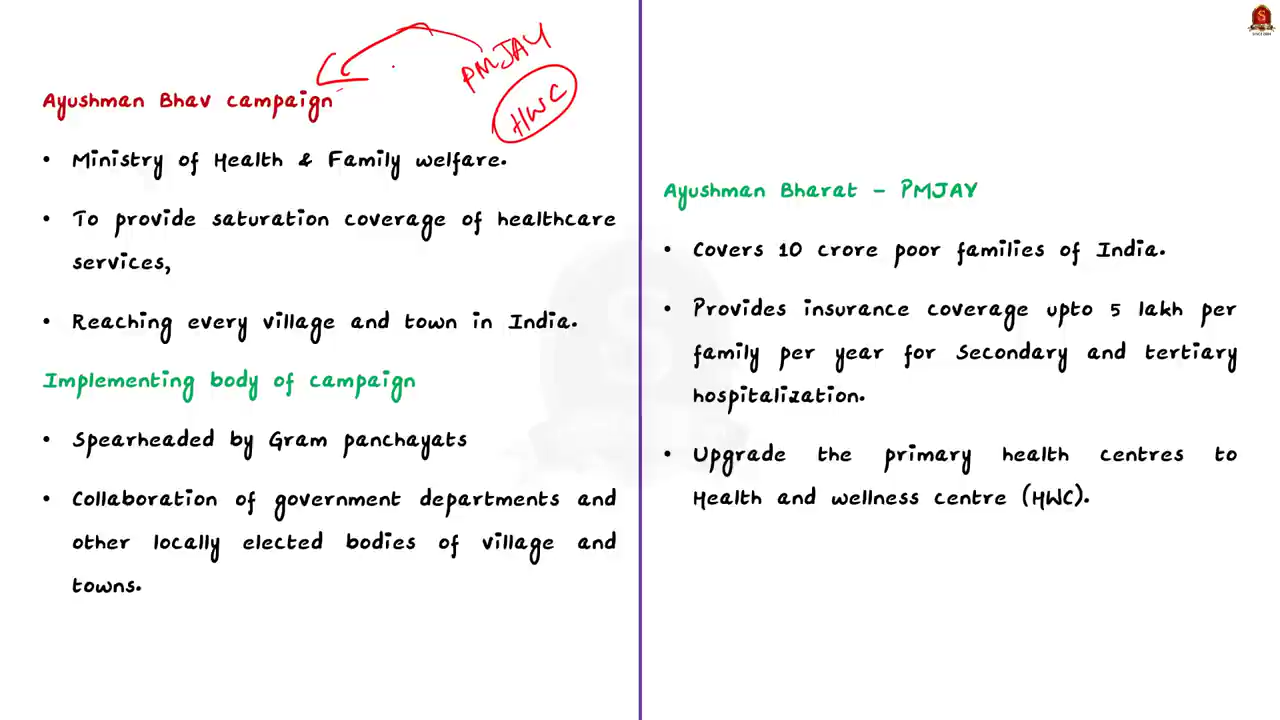 PMJAY
HWC
Ayushman Bhav campaign
• Ministry of Health & Family welfare.
• To provide saturation coverage of healthcare
services,
• Reaching every village and town in India.
Implementing body of campaign
• Spearheaded by Gram panchayats
• Collaboration of government departments and
other locally elected bodies of village and
towns.
Ayushman Bharat – PMJAY
• Covers 10 crore poor families of India.
• Provides insurance coverage upto 5 lakh per
family per year for Secondary and tertiary
hospitalization.
• Upgrade the primary health centres to
Health and wellness centre (HWC).